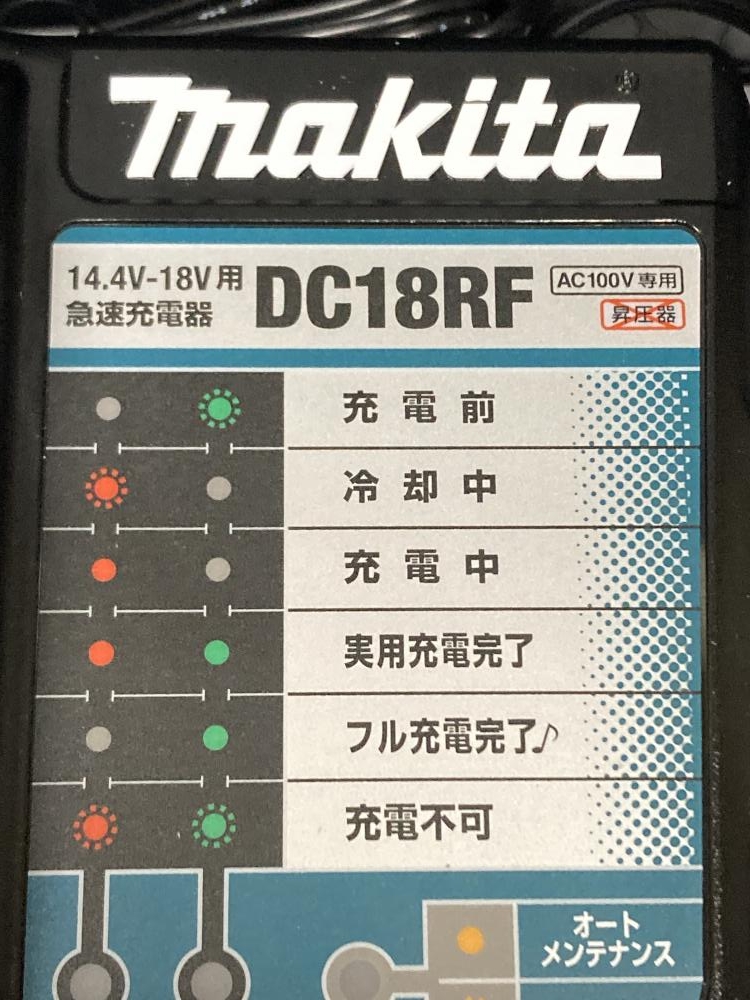 makita®
14.4V-18V用
急速充電器
DC18RF
AC100V専用
昇圧器
充電前
冷却中
充電中
実用充電完了
フル充電完了♪
充電不可
オート
メンテナンス